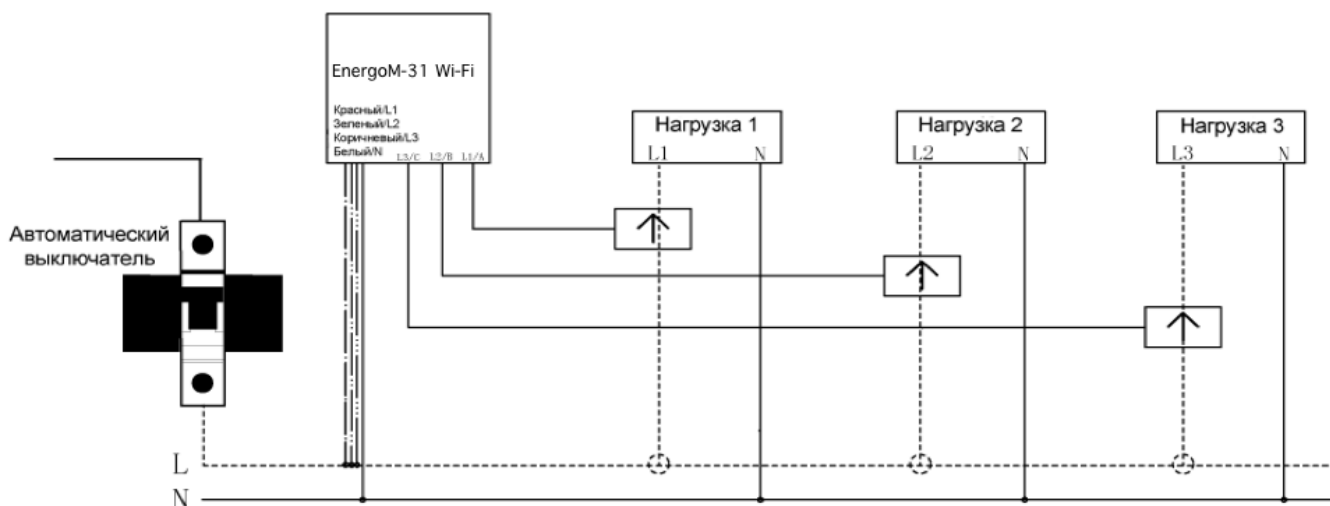 EnergoM-31 Wi-Fi
Красный/L1
Зеленый/L2
Коричневый/L3
Белый/N
L3/C L2/B L1/A
Нагрузка 1
L1 N
Нагрузка 2
L2 N
Нагрузка 3
L3 N
Автоматический
выключатель
L
N